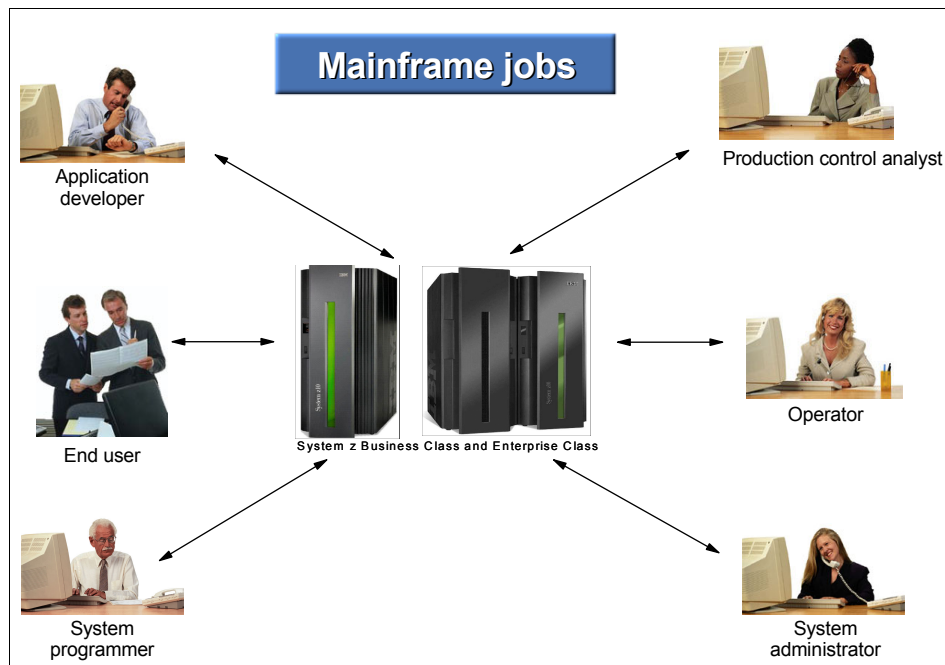 Mainframe jobs
Application
developer
Production control analyst
End user
System z Business Class and Enterprise Class
Operator
System
programmer
System
administrator